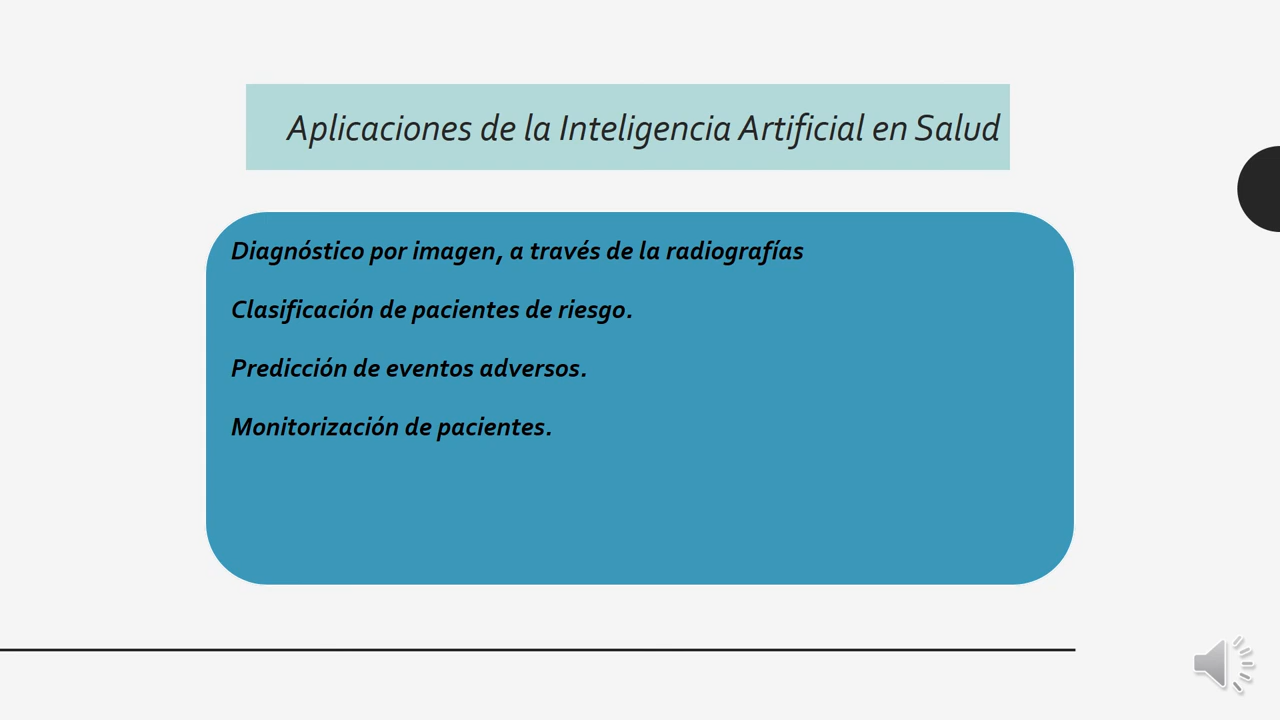 Aplicaciones de la Inteligencia Artificial en Salud
Diagnóstico por imagen, a través de la radiografías
Clasificación de pacientes de riesgo.
Predicción de eventos adversos.
Monitorización de pacientes.